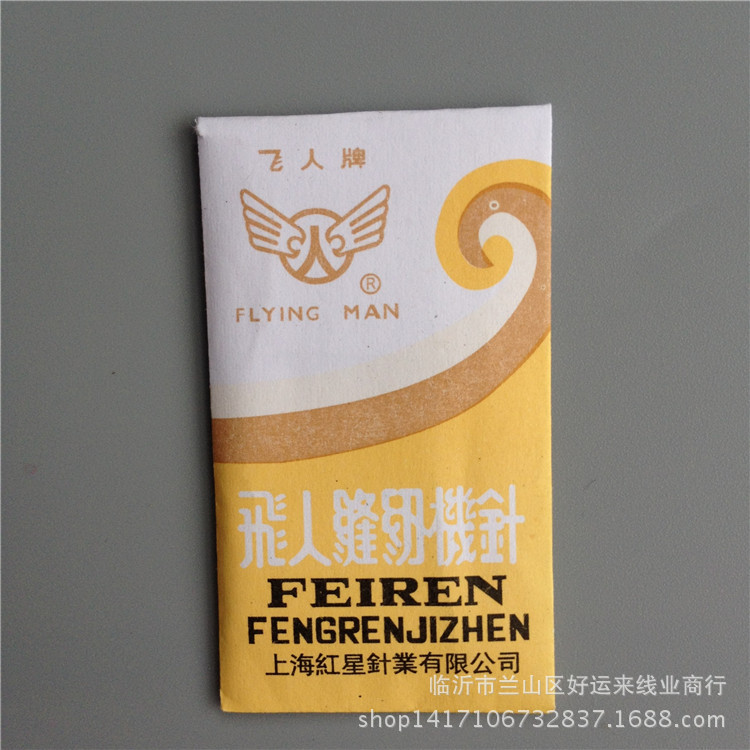 飞人牌
人
®
FLYING MAN
飛人縫紉機針
FEIREN
FENGRENJIZHEN
上海紅星針業有限公司
临沂市兰山区好运来线业商行
shop1417106732837.1688.com